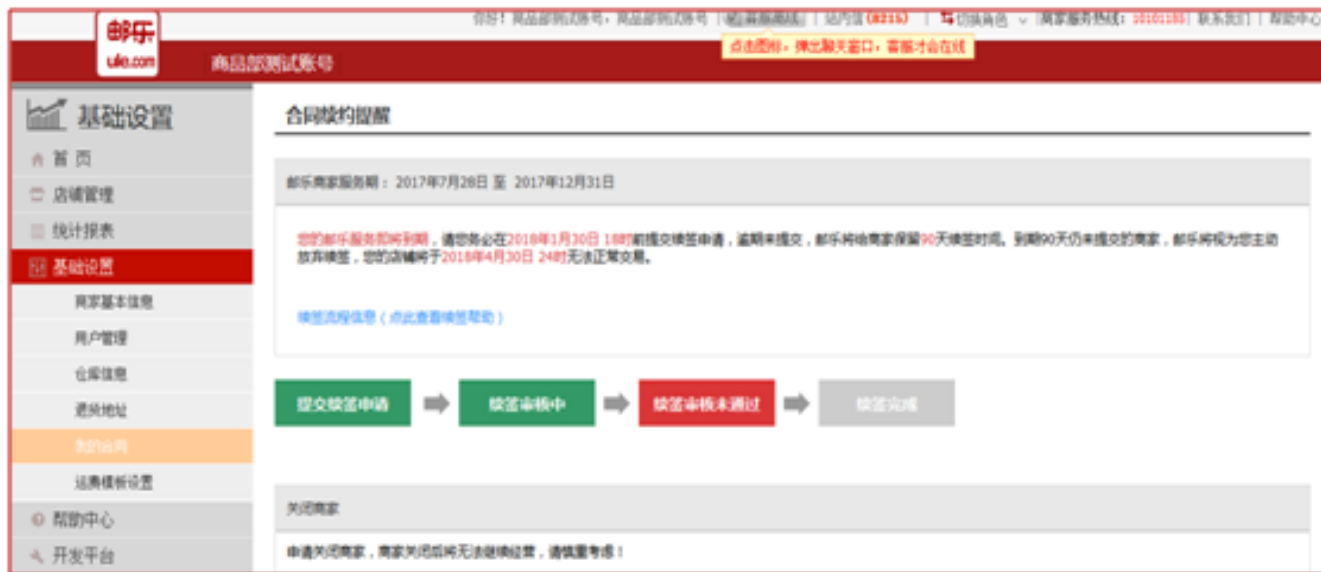 你好！商品部测试账号，商品部测试账号 | 客服离线 | 站内信(8215) | 切换角色 | 商家服务热线：10101188 | 联系我们 | 帮助中心
点击图标，弹出聊天窗口，客服才会在线
邮乐
ule.com
商品部测试账号
基础设置
首 页
店铺管理
统计报表
基础设置
商家基本信息
用户管理
仓库信息
退货地址
我的合同
运费模板设置
帮助中心
开发平台
合同续约提醒
邮乐商家服务期：2017年7月28日 至 2017年12月31日
您的邮乐服务即将到期，请您务必在2018年1月30日 18时前提交续签申请，逾期未提交，邮乐将给商家保留90天续签时间。到期90天仍未提交的商家，邮乐将视为您主动
放弃续签，您的店铺将于2018年4月30日 24时无法正常交易。
续签流程信息（点此查看续签帮助）
提交续签申请
续签审核中
续签审核未通过
续签完成
关闭商家
申请关闭商家，商家关闭后将无法继续经营，请慎重考虑！